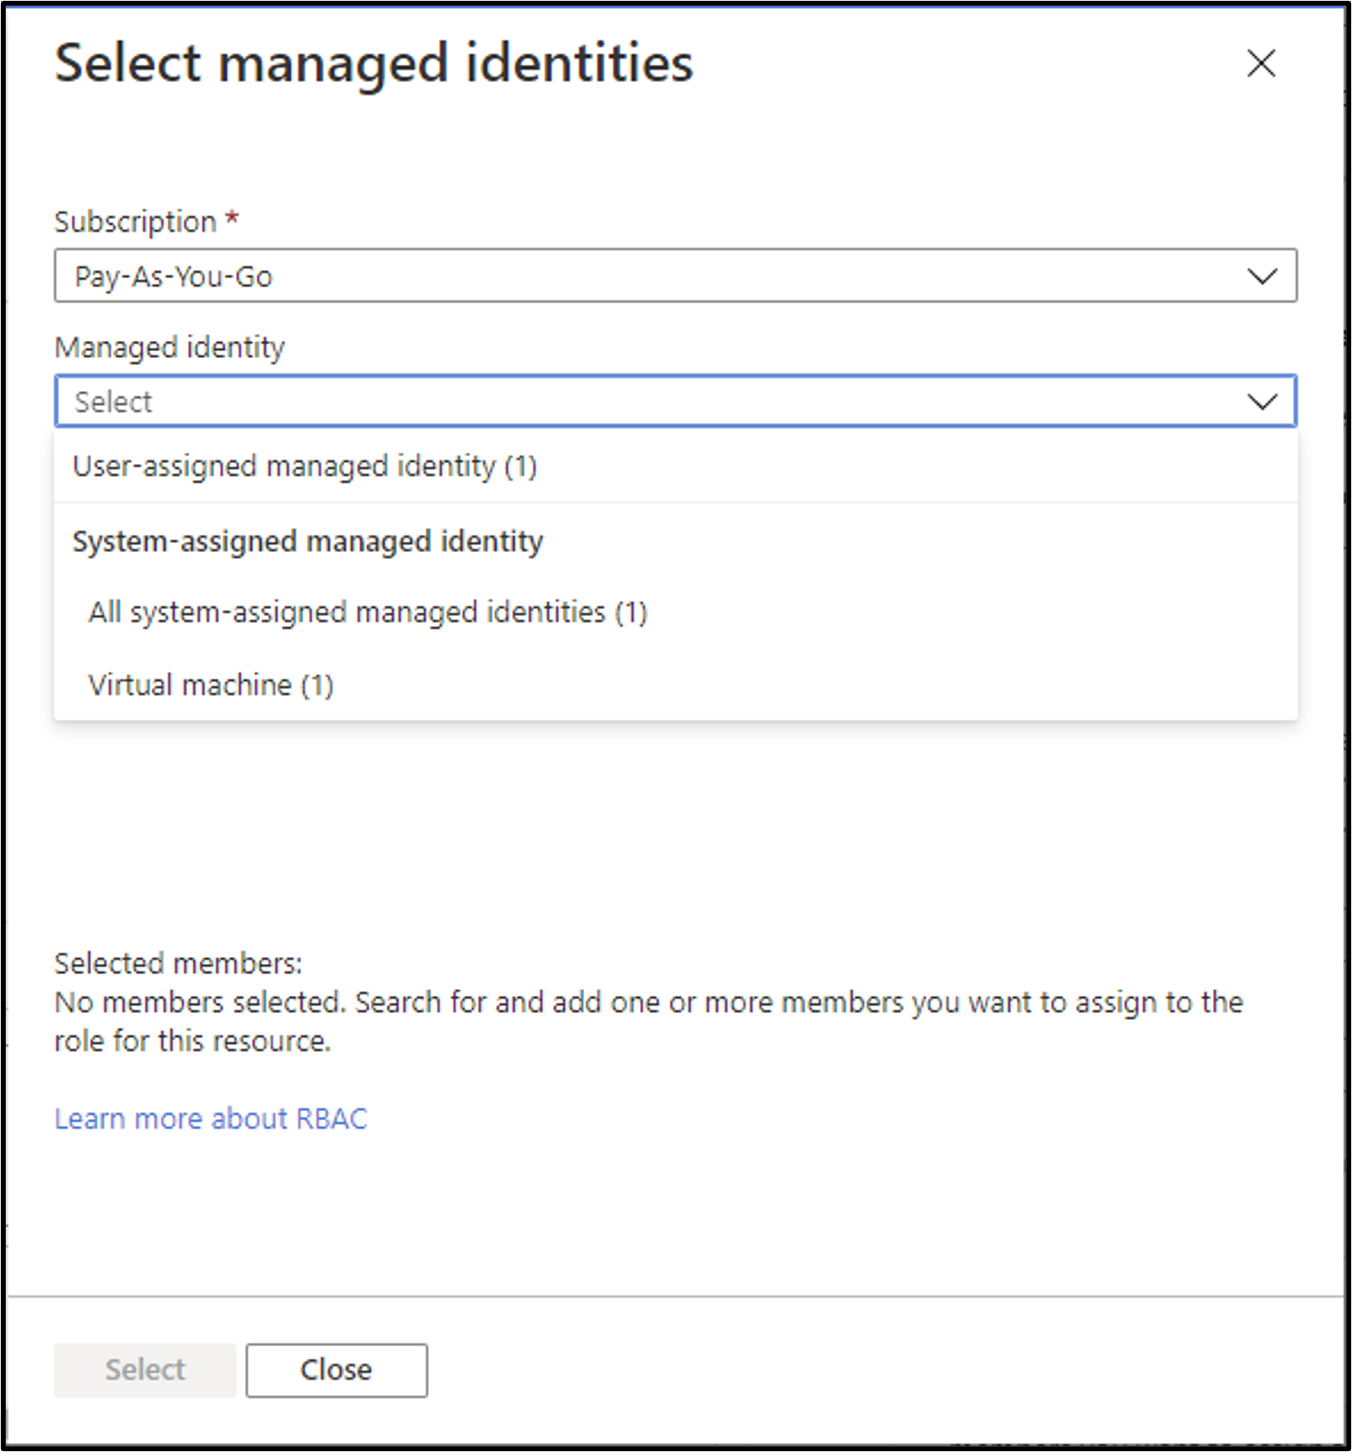 Select managed identities
Subscription *
Pay-As-You-Go
Managed identity
Select
User-assigned managed identity (1)
System-assigned managed identity
All system-assigned managed identities (1)
Virtual machine (1)
Selected members:
No members selected. Search for and add one or more members you want to assign to the
role for this resource.
Learn more about RBAC
Select
Close